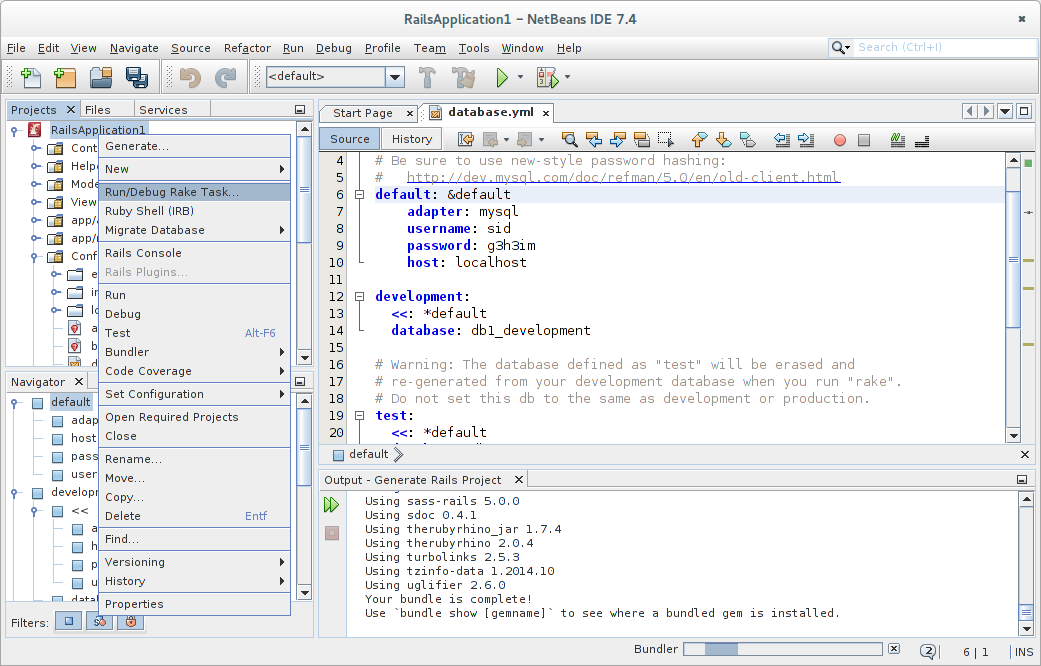 RailsApplication1 – NetBeans IDE 7.4
File Edit View Navigate Source Refactor Run Debug Profile Team Tools Window Help
Search (Ctrl+I)
<default>
Projects Files Services
RailsApplication1
Generate...
New
Run/Debug Rake Task...
Ruby Shell (IRB)
Migrate Database
Rails Console
Rails Plugins...
Run
Debug
Test Alt-F6
Bundler
Code Coverage
Set Configuration
Open Required Projects
Close
Rename...
Move...
Copy...
Delete Entf
Find...
Versioning
History
Properties
Cont
Helpe
Mode
View
app/
app/
Conf
Navigator
default
adap
host
pass
user
developm
<<
Filters:
Start Page database.yml
Source History
4 # Be sure to use new-style password hashing:
5 # http://dev.mysql.com/doc/refman/5.0/en/old-client.html
6 default: &default
7 adapter: mysql
8 username: sid
9 password: g3h3im
10 host: localhost
11
12 development:
13 <<: *default
14 database: db1_development
15
16 # Warning: The database defined as "test" will be erased and
17 # re-generated from your development database when you run "rake".
18 # Do not set this db to the same as development or production.
19 test:
20 <<: *default
default
Output - Generate Rails Project
Using sass-rails 5.0.0
Using sdoc 0.4.1
Using therubyrhino_jar 1.7.4
Using therubyrhino 2.0.4
Using turbolinks 2.5.3
Using tzinfo-data 1.2014.10
Using uglifier 2.6.0
Your bundle is complete!
Use `bundle show [gemname]` to see where a bundled gem is installed.
Bundler 2 6 | 1 INS